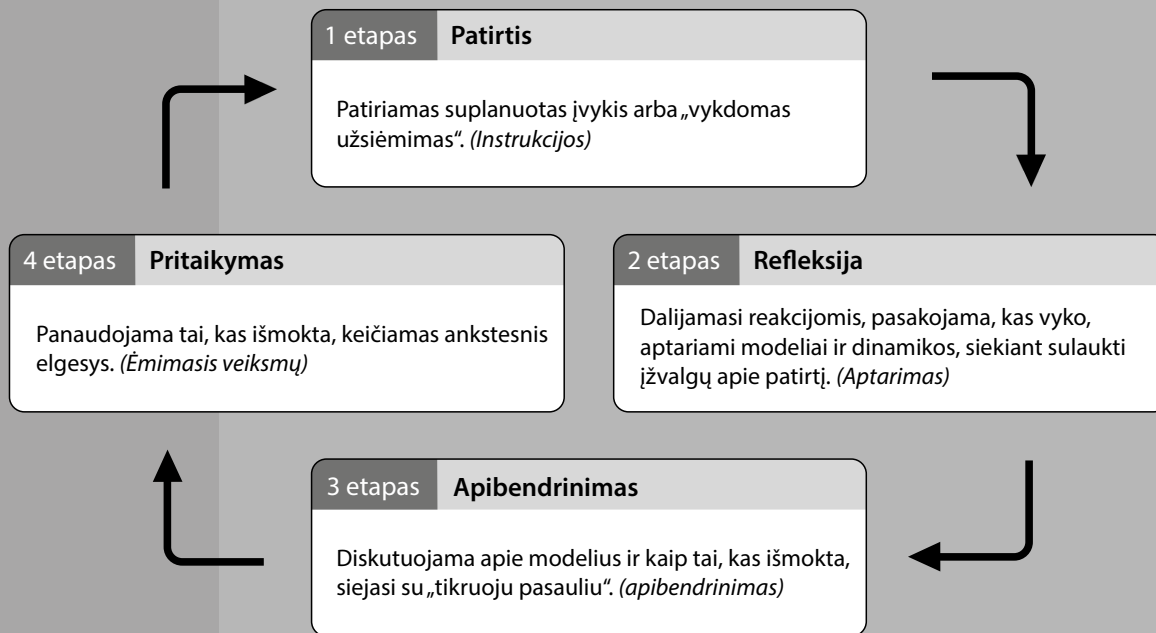 1 etapas Patirtis
Patiriamas suplanuotas įvykis arba „vykdomas
užsiėmimas“. (Instrukcijos)
2 etapas Refleksija
Dalijamasi reakcijomis, pasakojama, kas vyko,
aptariami modeliai ir dinamikos, siekiant sulaukti
įžvalgų apie patirtį. (Aptarimas)
3 etapas Apibendrinimas
Diskutuojama apie modelius ir kaip tai, kas išmokta,
siejasi su „tikruoju pasauliu“. (apibendrinimas)
4 etapas Pritaikymas
Panaudojama tai, kas išmokta, keičiamas ankstesnis
elgesys. (Ėmimasis veiksmų)